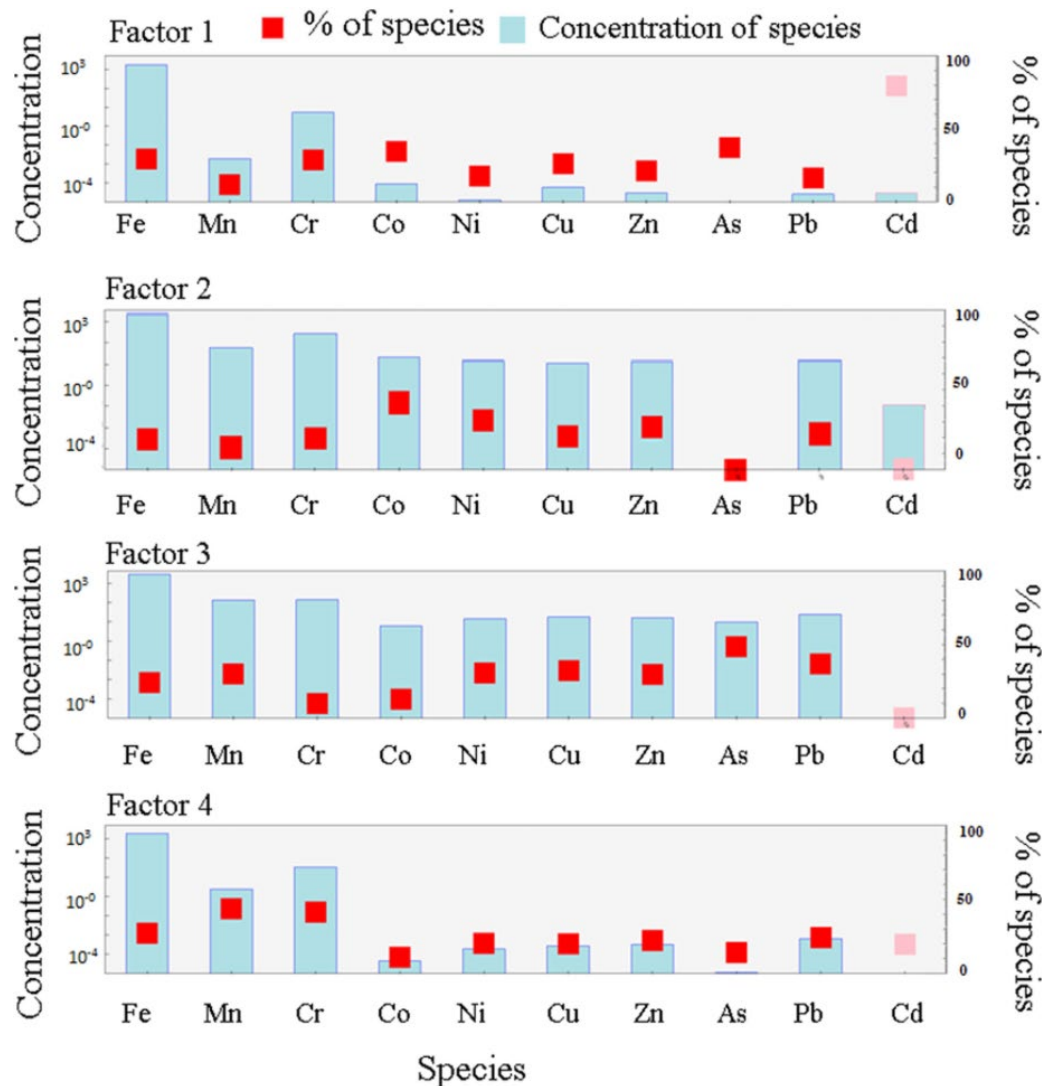 Factor 1 % of species Concentration of species
Concentration
10³
10⁻⁰
10⁻⁴
100
50
0
% of species
Fe Mn Cr Co Ni Cu Zn As Pb Cd
Factor 2
Concentration
10³
10⁻⁰
10⁻⁴
100
50
0
% of species
Fe Mn Cr Co Ni Cu Zn As Pb Cd
Factor 3
Concentration
10³
10⁻⁰
10⁻⁴
100
50
0
% of species
Fe Mn Cr Co Ni Cu Zn As Pb Cd
Factor 4
Concentration
10³
10⁻⁰
10⁻⁴
100
50
0
% of species
Fe Mn Cr Co Ni Cu Zn As Pb Cd
Species